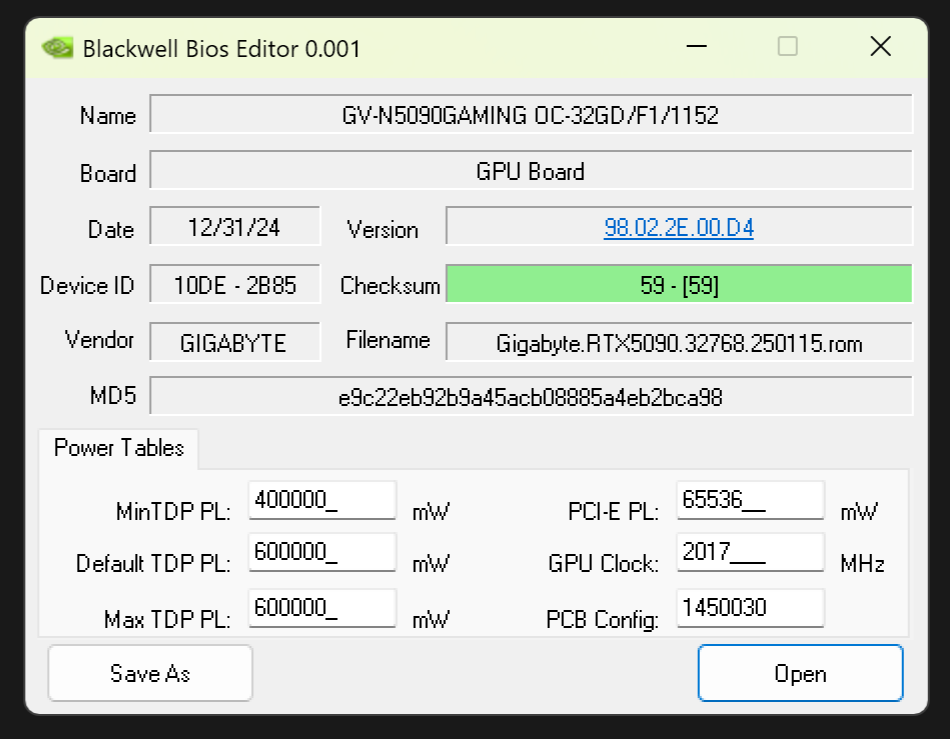 Blackwell Bios Editor 0.001
Name GV-N5090GAMING OC-32GD/F1/1152
Board GPU Board
Date 12/31/24 Version 98.02.2E.00.D4
Device ID 10DE - 2B85 Checksum 59 - [59]
Vendor GIGABYTE Filename Gigabyte.RTX5090.32768.250115.rom
MD5 e9c22eb92b9a45acb08885a4eb2bca98
Power Tables
MinTDP PL: 400000_ mW PCI-E PL: 65536__ mW
Default TDP PL: 600000_ mW GPU Clock: 2017___ MHz
Max TDP PL: 600000_ mW PCB Config: 1450030
Save As Open